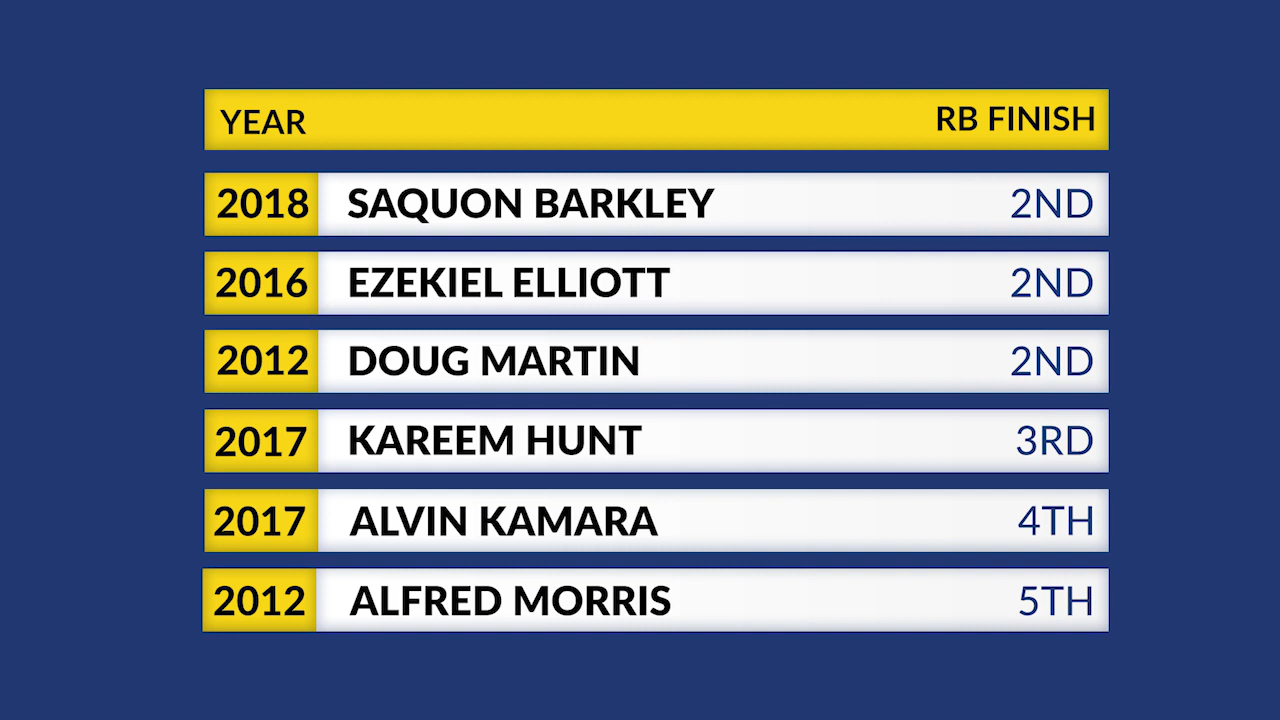 YEAR RB FINISH
2018 SAQUON BARKLEY 2ND
2016 EZEKIEL ELLIOTT 2ND
2012 DOUG MARTIN 2ND
2017 KAREEM HUNT 3RD
2017 ALVIN KAMARA 4TH
2012 ALFRED MORRIS 5TH